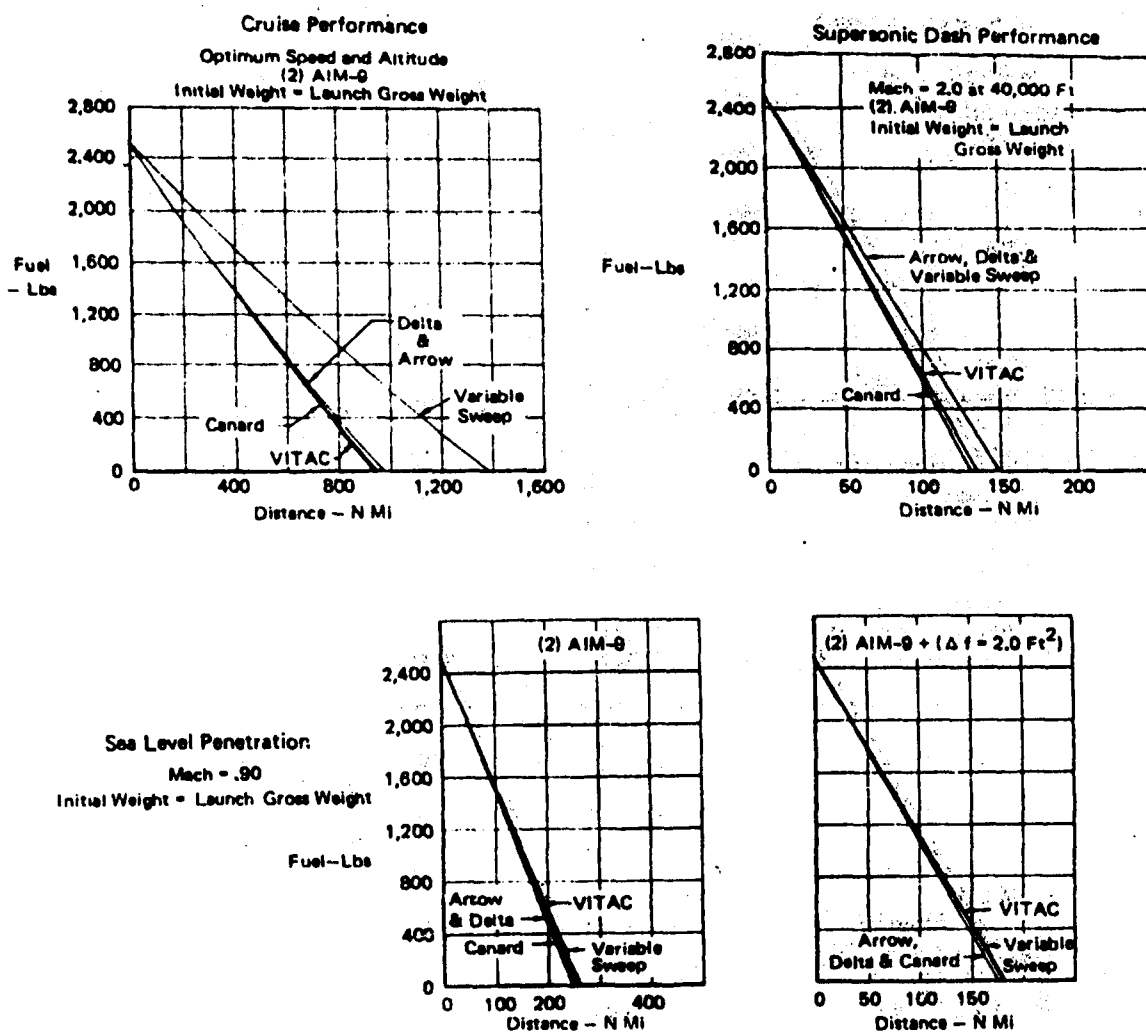 Cruise Performance
Optimum Speed and Altitude
(2) AIM-9
Initial Weight = Launch Gross Weight
2,800
2,400
2,000
1,600
1,200
800
400
0
Fuel
– Lbs
Delta
&
Arrow
Canard
VITAC
Variable
Sweep
0 400 800 1,200 1,600
Distance – N Mi
Supersonic Dash Performance
Mach = 2.0 at 40,000 Ft
(2) AIM-9
Initial Weight = Launch
Gross Weight
2,800
2,400
2,000
1,600
1,200
800
400
0
Fuel–Lbs
Arrow, Delta &
Variable Sweep
VITAC
Canard
0 50 100 150 200
Distance – N Mi
Sea Level Penetration
Mach = .90
Initial Weight = Launch Gross Weight
Fuel–Lbs
(2) AIM-9
2,400
2,000
1,600
1,200
800
400
0
Arrow
& Delta
VITAC
Canard
Variable
Sweep
0 100 200 400
Distance – N Mi
(2) AIM-9 + (Δ f = 2.0 Ft²)
VITAC
Arrow,
Delta & Canard
Variable
Sweep
0 50 100 150
Distance – N Mi